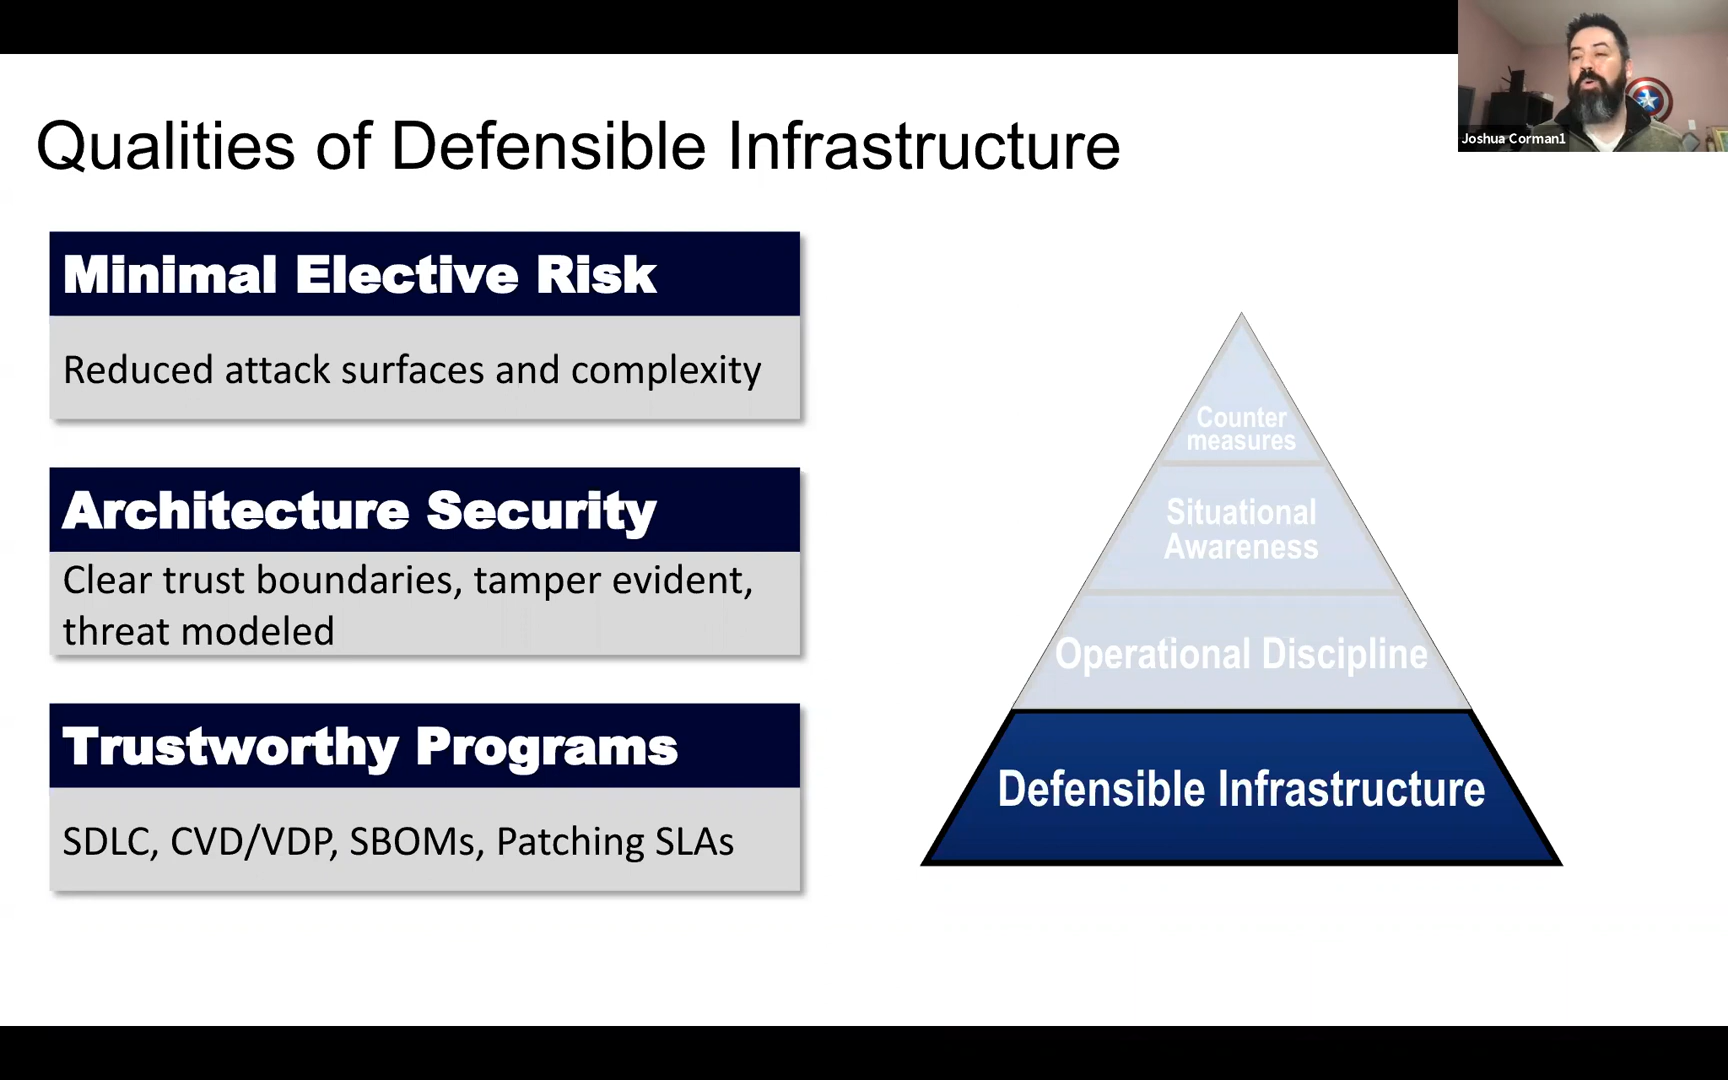 Qualities of Defensible Infrastructure
Joshua Corman1
Minimal Elective Risk
Reduced attack surfaces and complexity
Architecture Security
Clear trust boundaries, tamper evident,
threat modeled
Trustworthy Programs
SDLC, CVD/VDP, SBOMs, Patching SLAs
Counter
measures
Situational
Awareness
Operational Discipline
Defensible Infrastructure